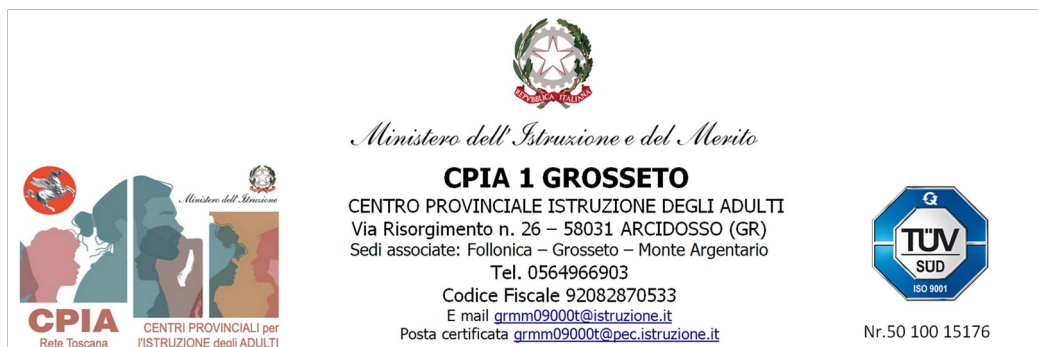 REPVBBLICA ITALIANA
Ministero dell'Istruzione e del Merito
CPIA 1 GROSSETO
CENTRO PROVINCIALE ISTRUZIONE DEGLI ADULTI
Via Risorgimento n. 26 – 58031 ARCIDOSSO (GR)
Sedi associate: Follonica – Grosseto – Monte Argentario
Tel. 0564966903
Codice Fiscale 92082870533
E mail grmm09000t@istruzione.it
Posta certificata grmm09000t@pec.istruzione.it
Ministero dell'Istruzione
CPIA
Rete Toscana
CENTRI PROVINCIALI per
l'ISTRUZIONE degli ADULTI
Q
TÜV
SÜD
ISO 9001
Nr.50 100 15176